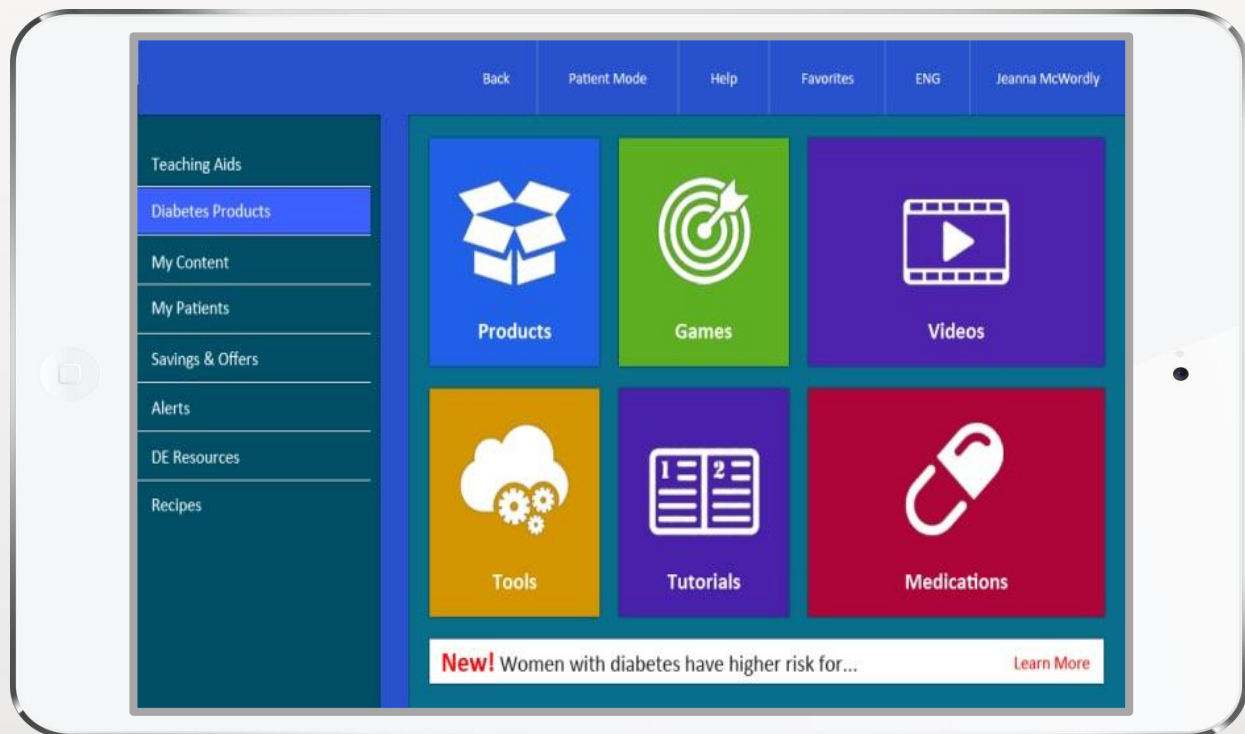 Back
Patient Mode
Help
Favorites
ENG
Jeanna McWordly
Teaching Aids
Diabetes Products
My Content
My Patients
Savings & Offers
Alerts
DE Resources
Recipes
Products
Games
Videos
Tools
1 2
Tutorials
Medications
New! Women with diabetes have higher risk for...
Learn More